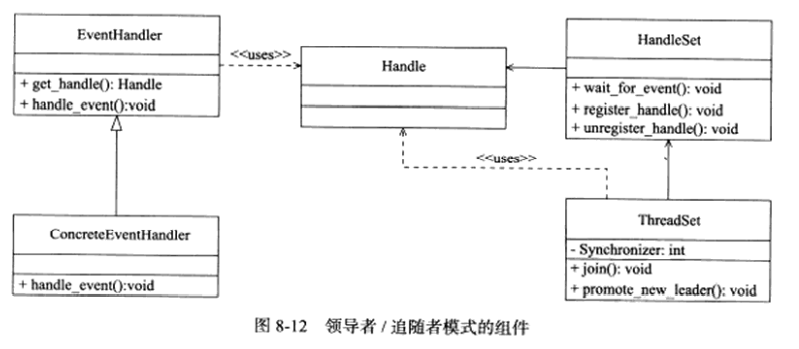 EventHandler
+ get_handle(): Handle
+ handle_event():void
<<uses>>
Handle
HandleSet
+ wait_for_event(): void
+ register_handle(): void
+ unregister_handle(): void
<<uses>>
ConcreteEventHandler
+ handle_event():void
ThreadSet
- Synchronizer: int
+ join(): void
+ promote_new_leader(): void
图 8-12 领导者 / 追随者模式的组件